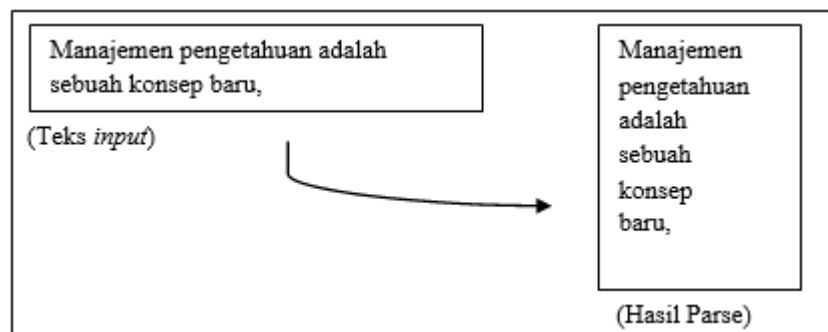 Manajemen pengetahuan adalah
sebuah konsep baru,
(Teks input)
Manajemen
pengetahuan
adalah
sebuah
konsep
baru,
(Hasil Parse)